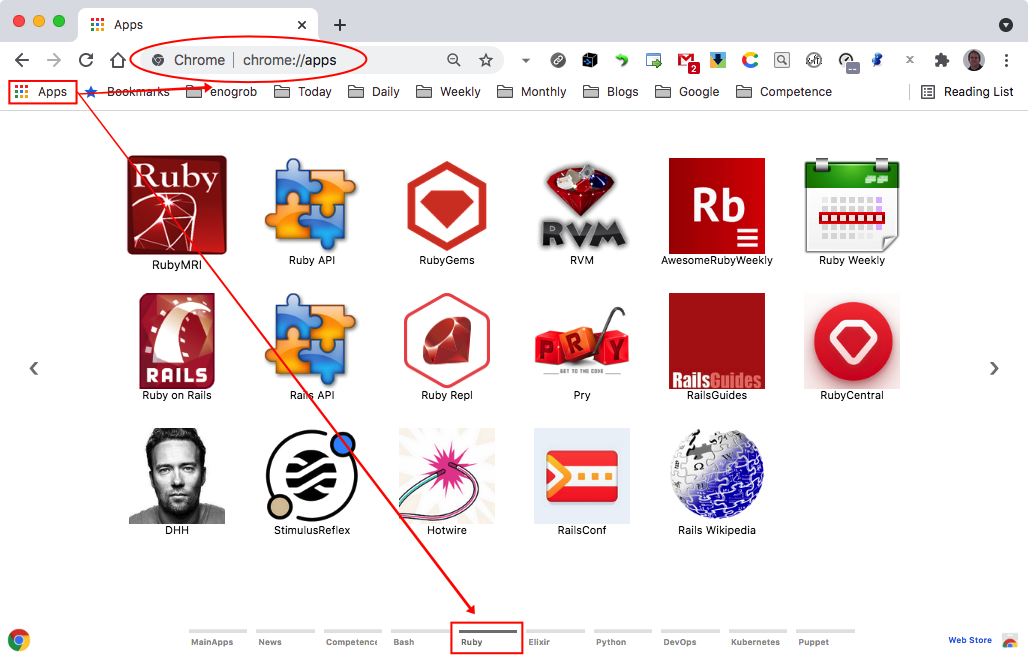 Apps
Chrome chrome://apps
2
Apps Bookmarks enogrob Today Daily Weekly Monthly Blogs Google Competence Reading List
Ruby
RVM
Rb
RubyMRI Ruby API RubyGems RVM AwesomeRubyWeekly Ruby Weekly
RAILS
PRY
GET TO THE CODE
RailsGuides
Ruby on Rails Rails API Ruby Repl Pry RailsGuides RubyCentral
W
DHH StimulusReflex Hotwire RailsConf Rails Wikipedia
MainApps News Competence Bash Ruby Elixir Python DevOps Kubernetes Puppet Web Store